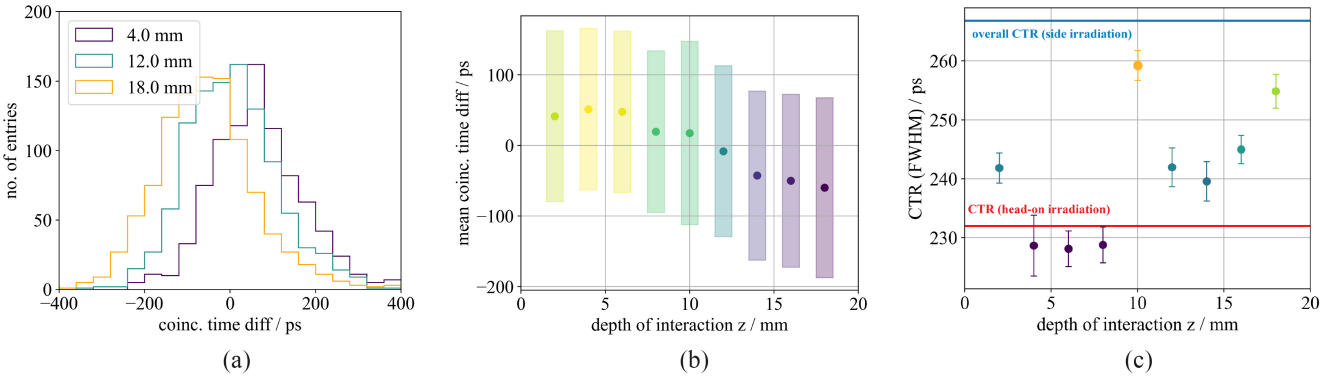 200
150
100
50
0
no. of entries
4.0 mm
12.0 mm
18.0 mm
−400
−200
0
200
400
coinc. time diff / ps
(a)
100
0
−100
−200
mean coinc. time diff / ps
0
5
10
15
20
depth of interaction z / mm
(b)
260
250
240
230
CTR (FWHM) / ps
overall CTR (side irradiation)
CTR (head-on irradiation)
0
5
10
15
20
depth of interaction z / mm
(c)